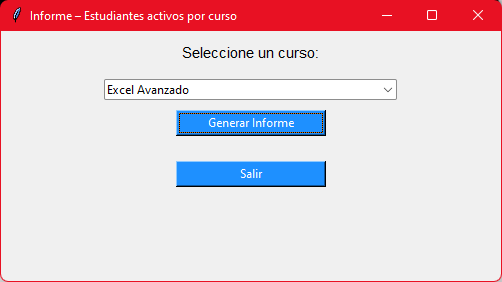 Informe – Estudiantes activos por curso
Seleccione un curso:
Excel Avanzado
Generar Informe
Salir